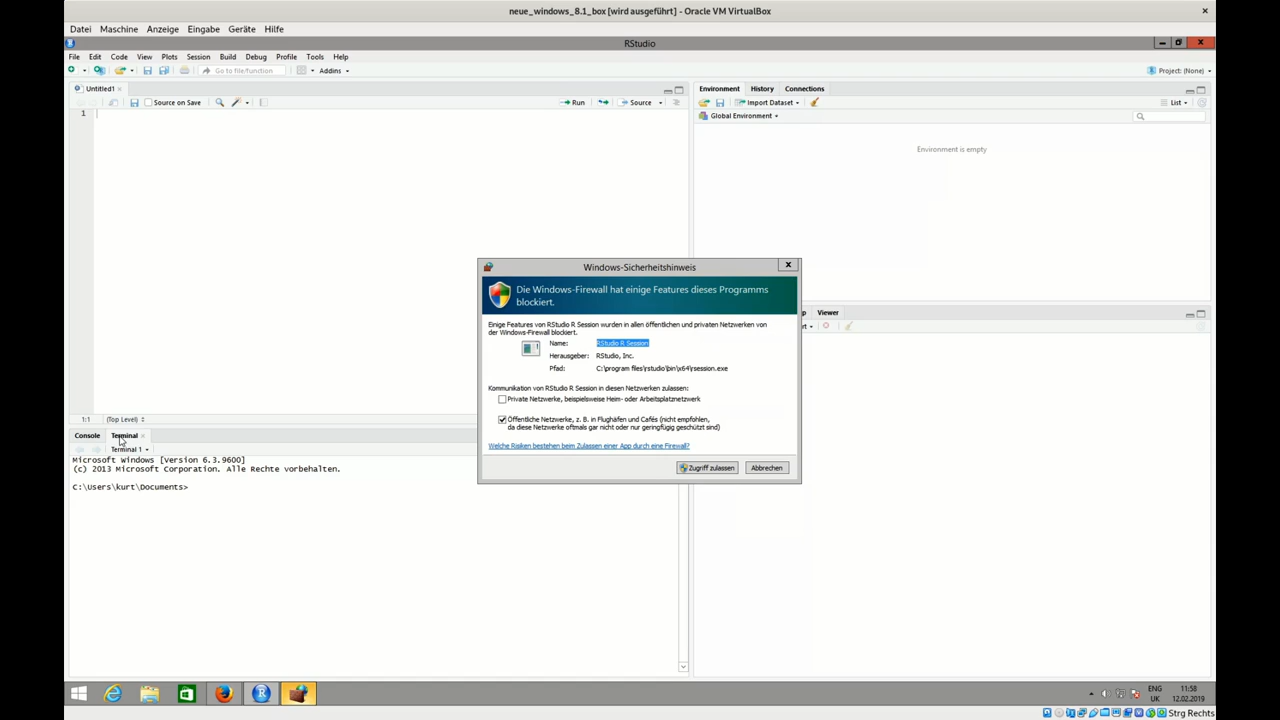 neue_windows_8.1_box [wird ausgeführt] - Oracle VM VirtualBox
Datei Maschine Anzeige Eingabe Geräte Hilfe
RStudio
File Edit Code View Plots Session Build Debug Profile Tools Help
Go to file/function Addins Project: (None)
Untitled1
Source on Save Run Source
1
1:1 (Top Level)
Environment History Connections
Import Dataset List
Global Environment
Environment is empty
Viewer
Console Terminal
Terminal 1
Microsoft Windows [version 6.3.9600]
(c) 2013 Microsoft Corporation. Alle Rechte vorbehalten.
C:\Users\kurt\Documents>
Windows-Sicherheitshinweis
Die Windows-Firewall hat einige Features dieses Programms
blockiert.
Einige Features von RStudio R Session wurden in allen öffentlichen und privaten Netzwerken von
der Windows-Firewall blockiert.
Name: RStudio R Session
Herausgeber: RStudio, Inc.
Pfad: C:\program files\rstudio\bin\x64\rsession.exe
Kommunikation von RStudio R Session in diesen Netzwerken zulassen:
Private Netzwerke, beispielsweise Heim- oder Arbeitsplatznetzwerk
Öffentliche Netzwerke, z. B. in Flughäfen und Cafés (nicht empfohlen,
da diese Netzwerke oftmals gar nicht oder nur geringfügig geschützt sind)
Welche Risiken bestehen beim Zulassen einer App durch eine Firewall?
Zugriff zulassen Abbrechen
ENG 11:58
UK 12.02.2019
Strg Rechts